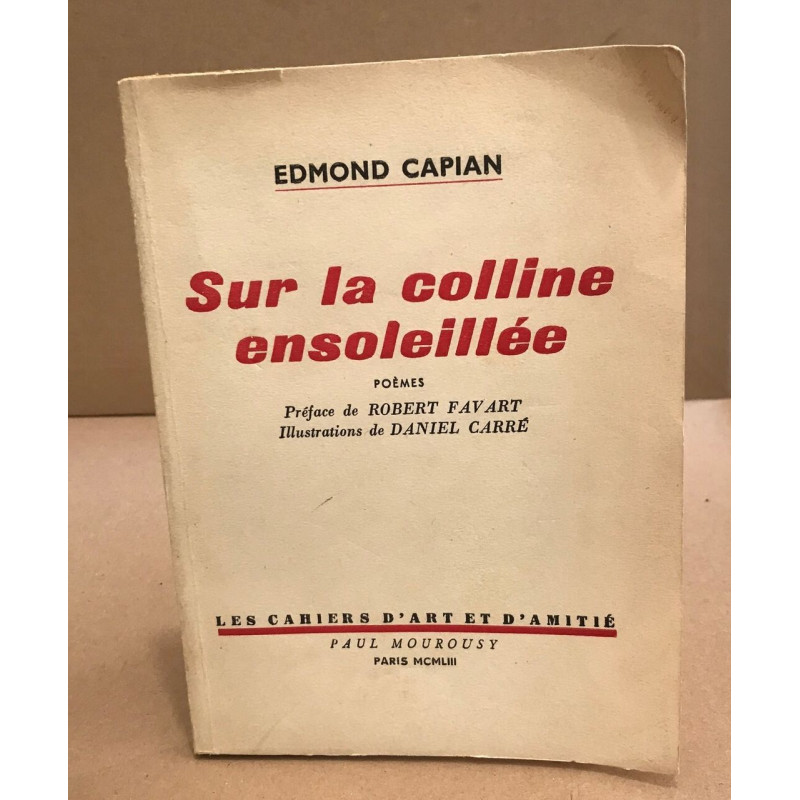 EDMOND CAPIAN
Sur la colline
ensoleillée
POÈMES
Préface de ROBERT FAVART
Illustrations de DANIEL CARRÉ
LES CAHIERS D'ART ET D'AMITIÉ
PAUL MOUROUSY
PARIS MCMLIII